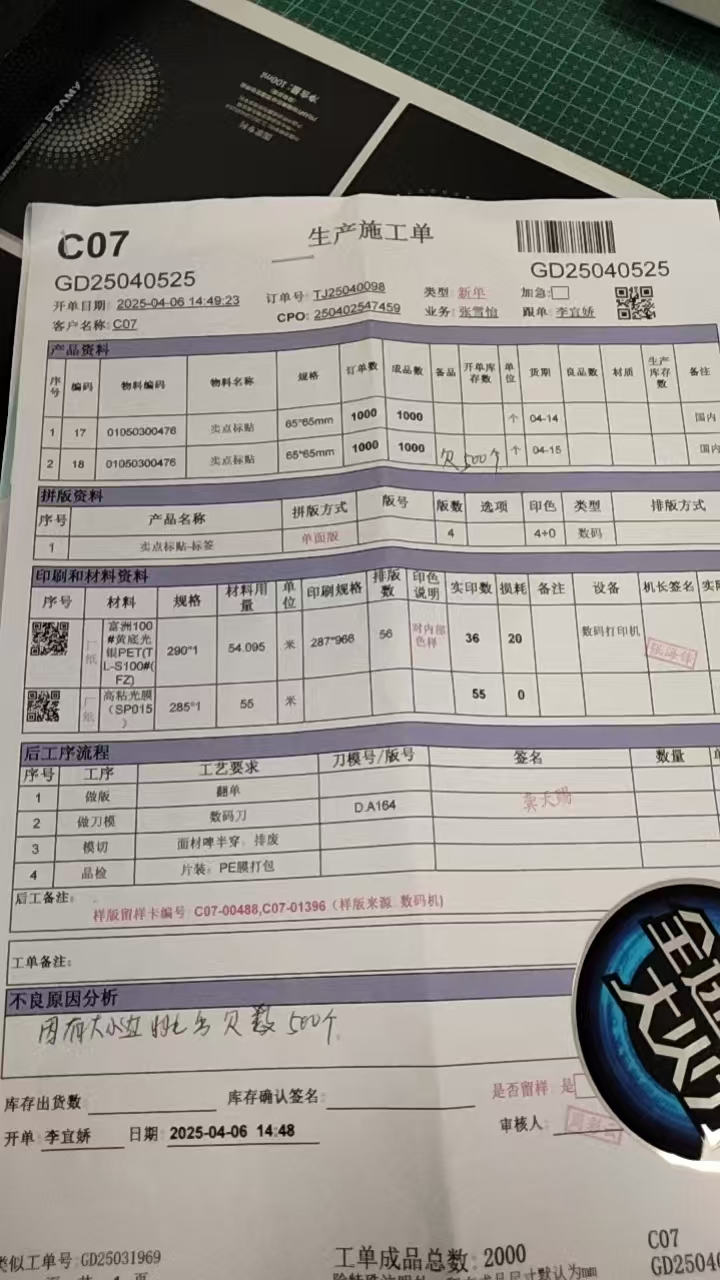 PRAMY
净含量:100ml
C07
生产施工单
GD25040525
GD25040525
开单日期: 2025-04-06 14:49:23
订单号: TJ25040098
类型: 新单
加急:
客户名称: C07
CPO: 250402547459
业务: 张雪怡
跟单: 李宜娇
产品资料
序号 编码 物料编码 物料名称 规格 订单数 成品数 备品 开单库存数 单位 货期 良品数 材质 生产库存数 备注
1 17 01050300476 卖点标贴 65*65mm 1000 1000 个 04-14 国内
2 18 01050300476 卖点标贴 65*65mm 1000 1000 欠500个 个 04-15 国内
拼版资料
序号 产品名称 拼版方式 版号 版数 选项 印色 类型 排版方式
1 卖点标贴-标签 单面版 4 4+0 数码
印刷和材料资料
序号 材料 规格 材料用量 单位 印刷规格 排版数 印色说明 实印数 损耗 备注 设备 机长签名 实际
厂纸 富洲100#黄底光银PET(TL-S100#(FZ) 290*1 54.095 米 287*966 56 对内部色样 36 20 数码打印机
厂纸 高粘光膜(SP015) 285*1 55 米 55 0
后工序流程
序号 工序 工艺要求 刀模号/版号 签名 数量
1 做版 翻单
2 做刀模 数码刀 D.A164
3 模切 面材啤半穿，排废
4 品检 片装；PE膜打包
后工备注:
样版留样卡编号 C07-00488,C07-01396（样版来源 数码机）
工单备注:
不良原因分析
欠数500个
库存出货数
库存确认签名:
是否留样: 是
开单 李宜娇
日期: 2025-04-06 14:48
审核人:
类似工单号:GD25031969
工单成品总数: 2000
C07